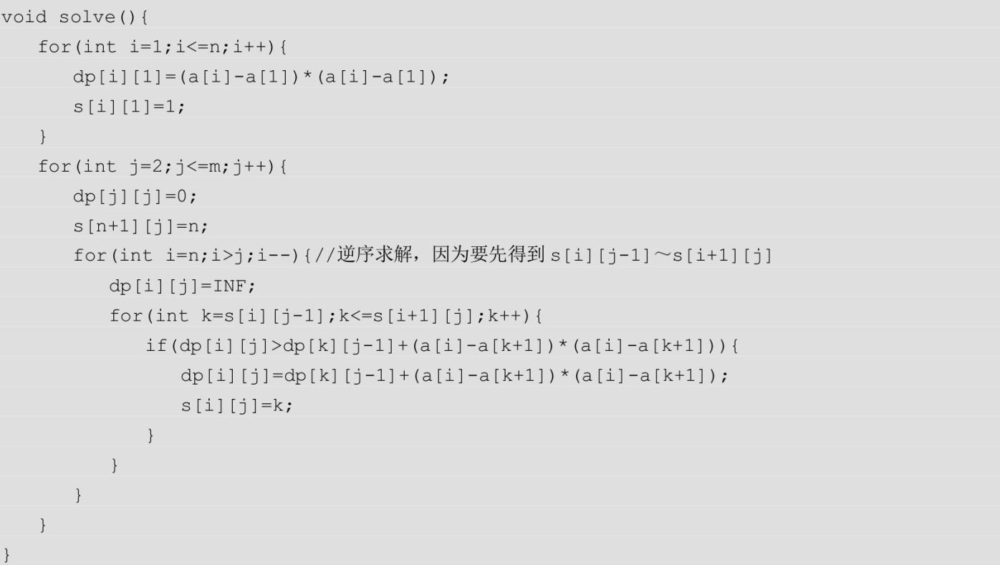 void solve(){
    for(int i=1;i<=n;i++){
        dp[i][1]=(a[i]-a[1])*(a[i]-a[1]);
        s[i][1]=1;
    }
    for(int j=2;j<=m;j++){
        dp[j][j]=0;
        s[n+1][j]=n;
        for(int i=n;i>j;i--){//逆序求解，因为要先得到 s[i][j-1]～s[i+1][j]
            dp[i][j]=INF;
            for(int k=s[i][j-1];k<=s[i+1][j];k++){
                if(dp[i][j]>dp[k][j-1]+(a[i]-a[k+1])*(a[i]-a[k+1])){
                    dp[i][j]=dp[k][j-1]+(a[i]-a[k+1])*(a[i]-a[k+1]);
                    s[i][j]=k;
                }
            }
        }
    }
}